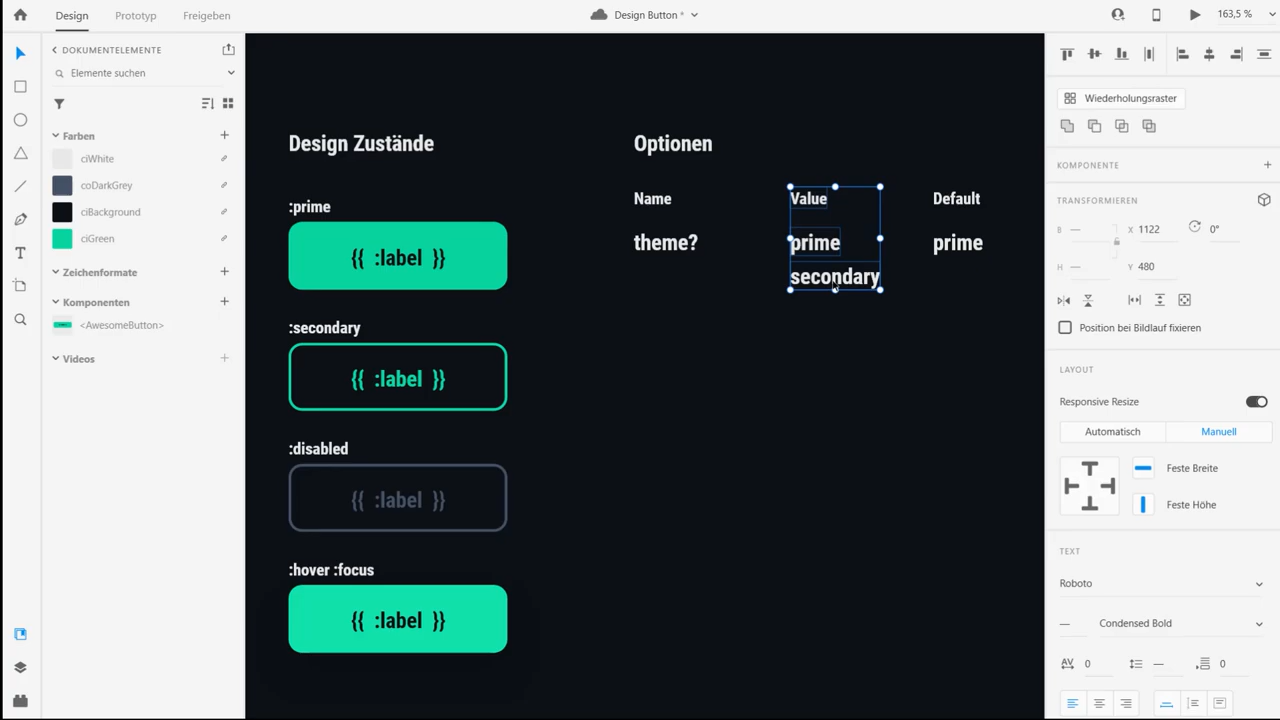 Design
Prototyp
Freigeben
Design Button *
163,5 %
DOKUMENTELEMENTE
Elemente suchen
Farben
ciWhite
coDarkGrey
ciBackground
ciGreen
Zeichenformate
Komponenten
<AwesomeButton>
Videos
Design Zustände
:prime
{{ :label }}
:secondary
{{ :label }}
:disabled
{{ :label }}
:hover :focus
{{ :label }}
Optionen
Name Value Default
theme? prime prime
secondary
Wiederholungsraster
KOMPONENTE
TRANSFORMIEREN
B — X 1122 0°
H — Y 480
Position bei Bildlauf fixieren
LAYOUT
Responsive Resize
Automatisch Manuell
Feste Breite
Feste Höhe
TEXT
Roboto
— Condensed Bold
AV 0 — 0